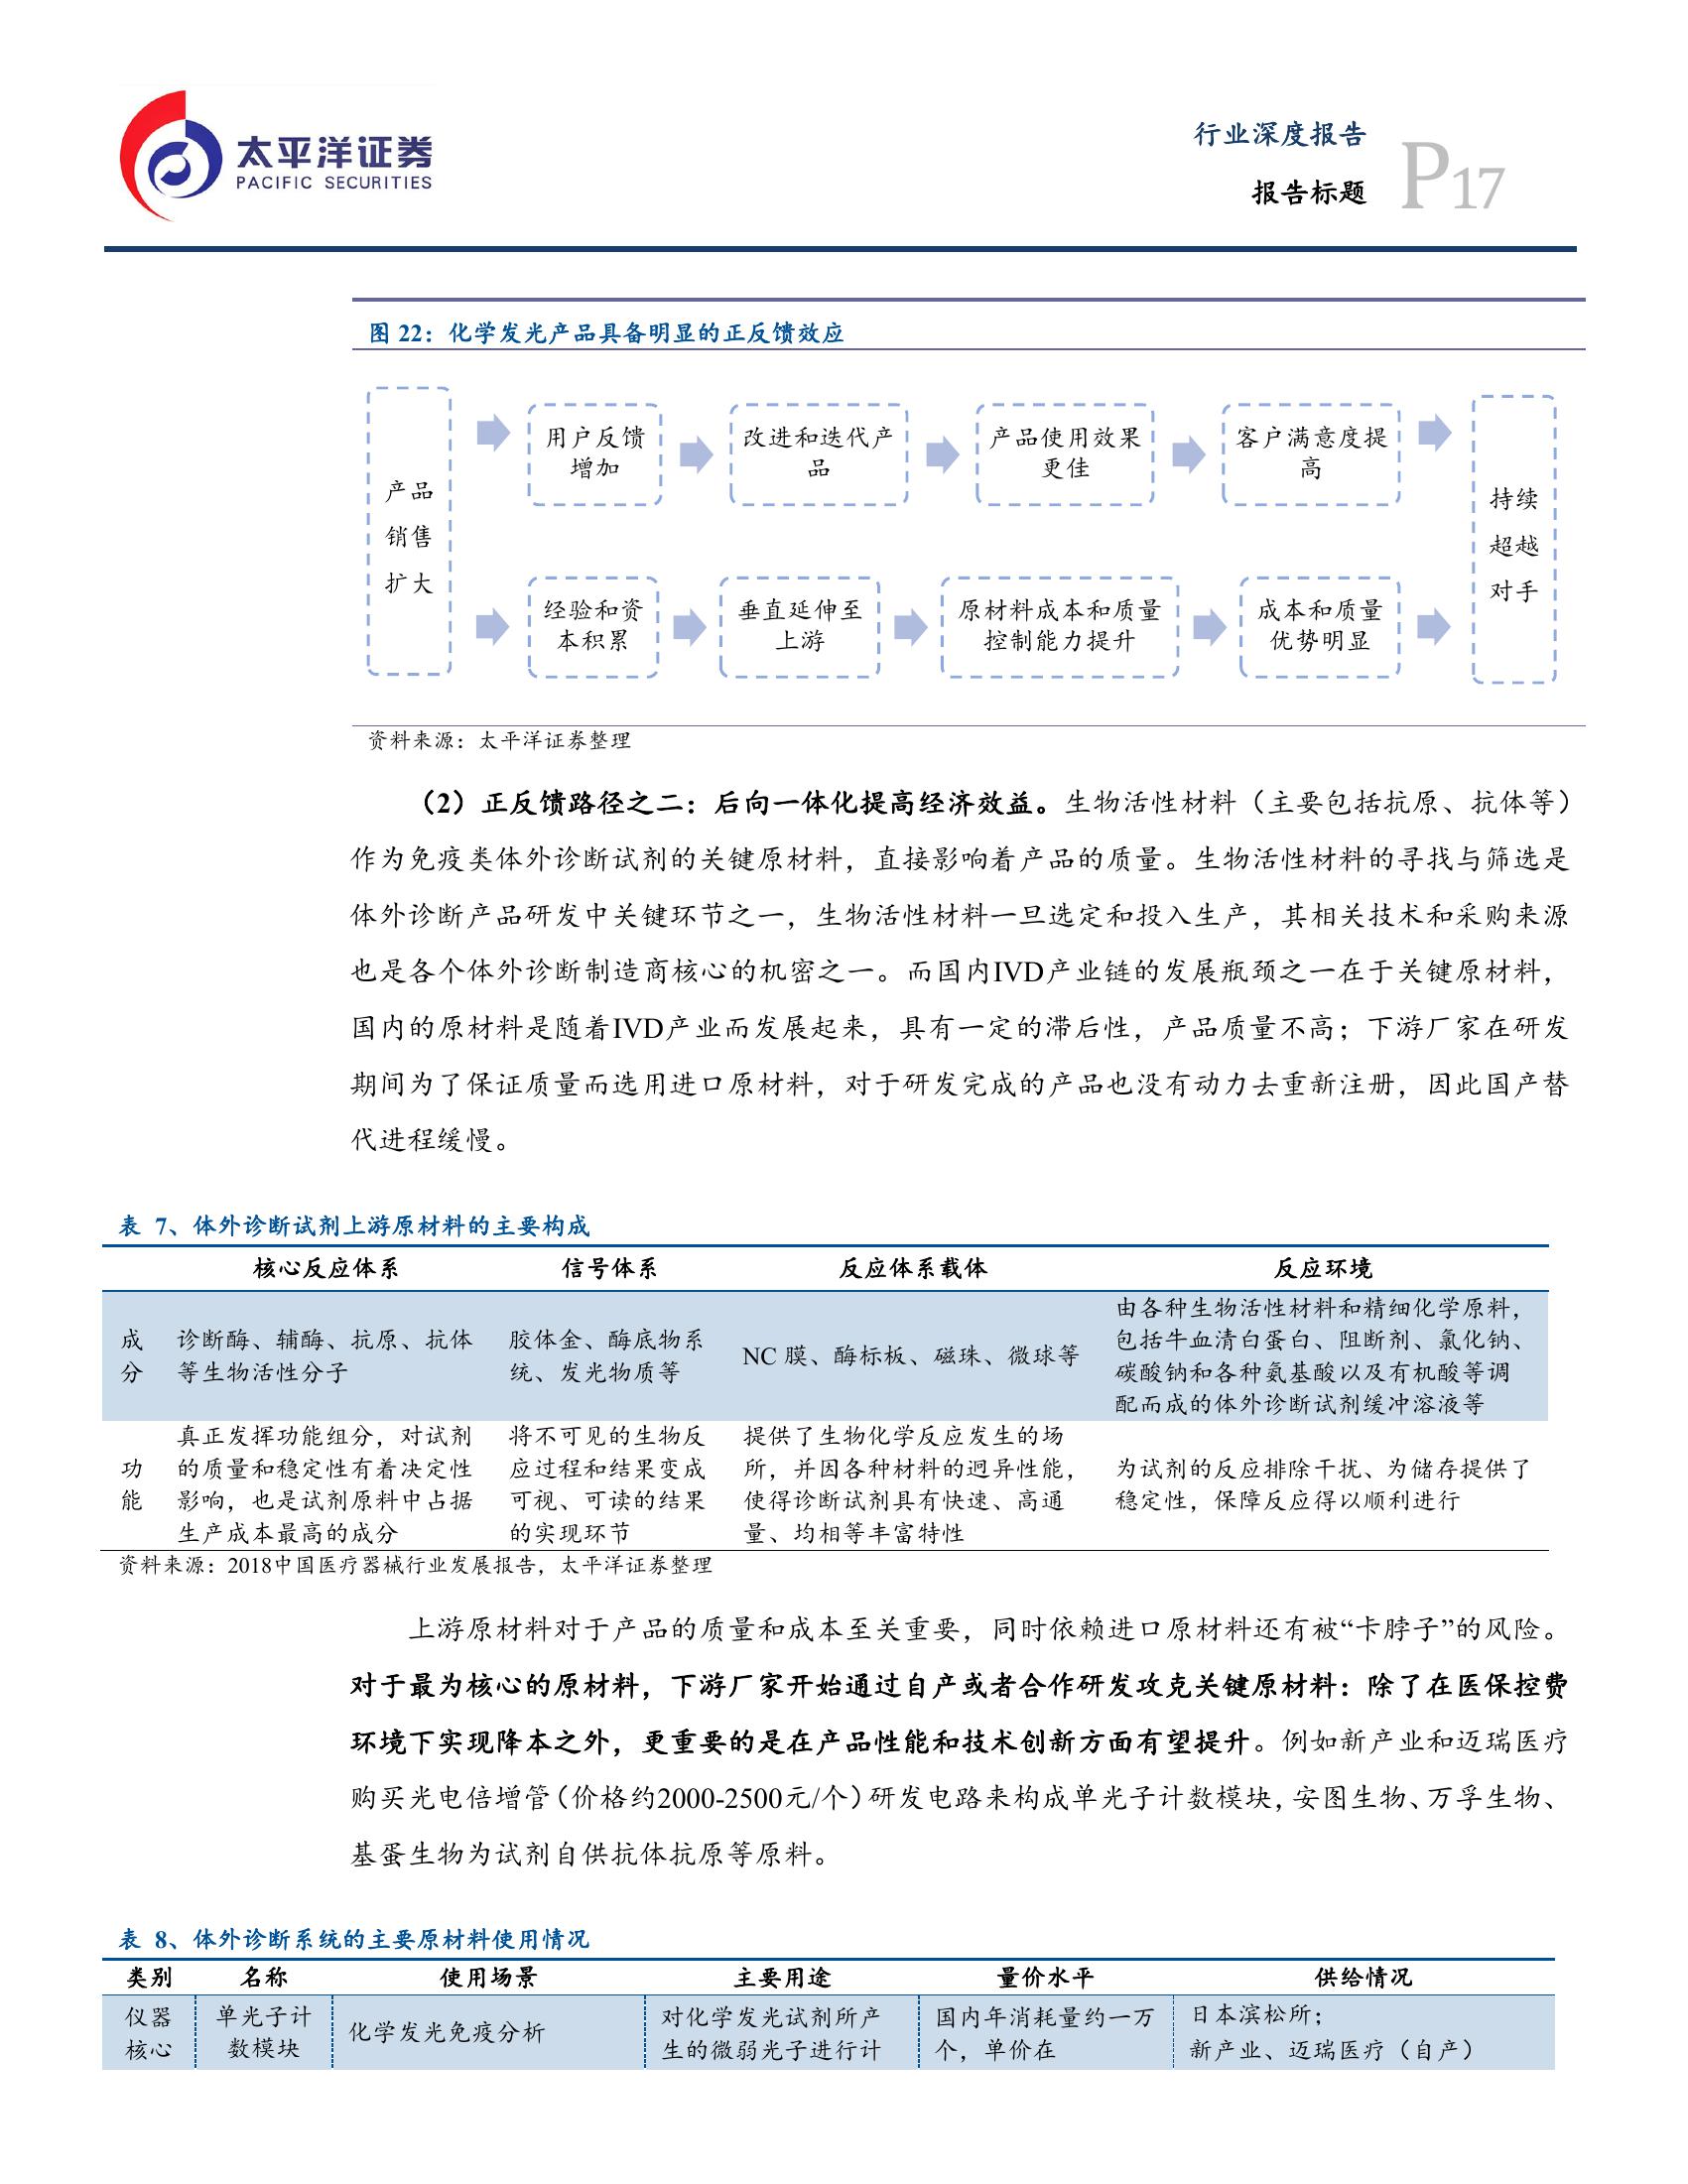 太平洋证券
PACIFIC SECURITIES
行业深度报告
报告标题
P17
图 22：化学发光产品具备明显的正反馈效应
产品
销售
扩大
用户反馈
增加
改进和迭代产
品
产品使用效果
更佳
客户满意度提
高
经验和资
本积累
垂直延伸至
上游
原材料成本和质量
控制能力提升
成本和质量
优势明显
持续
超越
对手
资料来源：太平洋证券整理
（2）正反馈路径之二：后向一体化提高经济效益。生物活性材料（主要包括抗原、抗体等）
作为免疫类体外诊断试剂的关键原材料，直接影响着产品的质量。生物活性材料的寻找与筛选是
体外诊断产品研发中关键环节之一，生物活性材料一旦选定和投入生产，其相关技术和采购来源
也是各个体外诊断制造商核心的机密之一。而国内IVD产业链的发展瓶颈之一在于关键原材料，
国内的原材料是随着IVD产业而发展起来，具有一定的滞后性，产品质量不高；下游厂家在研发
期间为了保证质量而选用进口原材料，对于研发完成的产品也没有动力去重新注册，因此国产替
代进程缓慢。
表 7、体外诊断试剂上游原材料的主要构成
核心反应体系 信号体系 反应体系载体 反应环境
成
分
诊断酶、辅酶、抗原、抗体
等生物活性分子
胶体金、酶底物系
统、发光物质等
NC 膜、酶标板、磁珠、微球等
由各种生物活性材料和精细化学原料，
包括牛血清白蛋白、阻断剂、氯化钠、
碳酸钠和各种氨基酸以及有机酸等调
配而成的体外诊断试剂缓冲溶液等
功
能
真正发挥功能组分，对试剂
的质量和稳定性有着决定性
影响，也是试剂原料中占据
生产成本最高的成分
将不可见的生物反
应过程和结果变成
可视、可读的结果
的实现环节
提供了生物化学反应发生的场
所，并因各种材料的迥异性能，
使得诊断试剂具有快速、高通
量、均相等丰富特性
为试剂的反应排除干扰、为储存提供了
稳定性，保障反应得以顺利进行
资料来源：2018中国医疗器械行业发展报告，太平洋证券整理
上游原材料对于产品的质量和成本至关重要，同时依赖进口原材料还有被“卡脖子”的风险。
对于最为核心的原材料，下游厂家开始通过自产或者合作研发攻克关键原材料：除了在医保控费
环境下实现降本之外，更重要的是在产品性能和技术创新方面有望提升。例如新产业和迈瑞医疗
购买光电倍增管（价格约2000-2500元/个）研发电路来构成单光子计数模块，安图生物、万孚生物、
基蛋生物为试剂自供抗体抗原等原料。
表 8、体外诊断系统的主要原材料使用情况
类别 名称 使用场景 主要用途 量价水平 供给情况
仪器
核心
单光子计
数模块
化学发光免疫分析
对化学发光试剂所产
生的微弱光子进行计
国内年消耗量约一万
个，单价在
日本滨松所；
新产业、迈瑞医疗（自产）